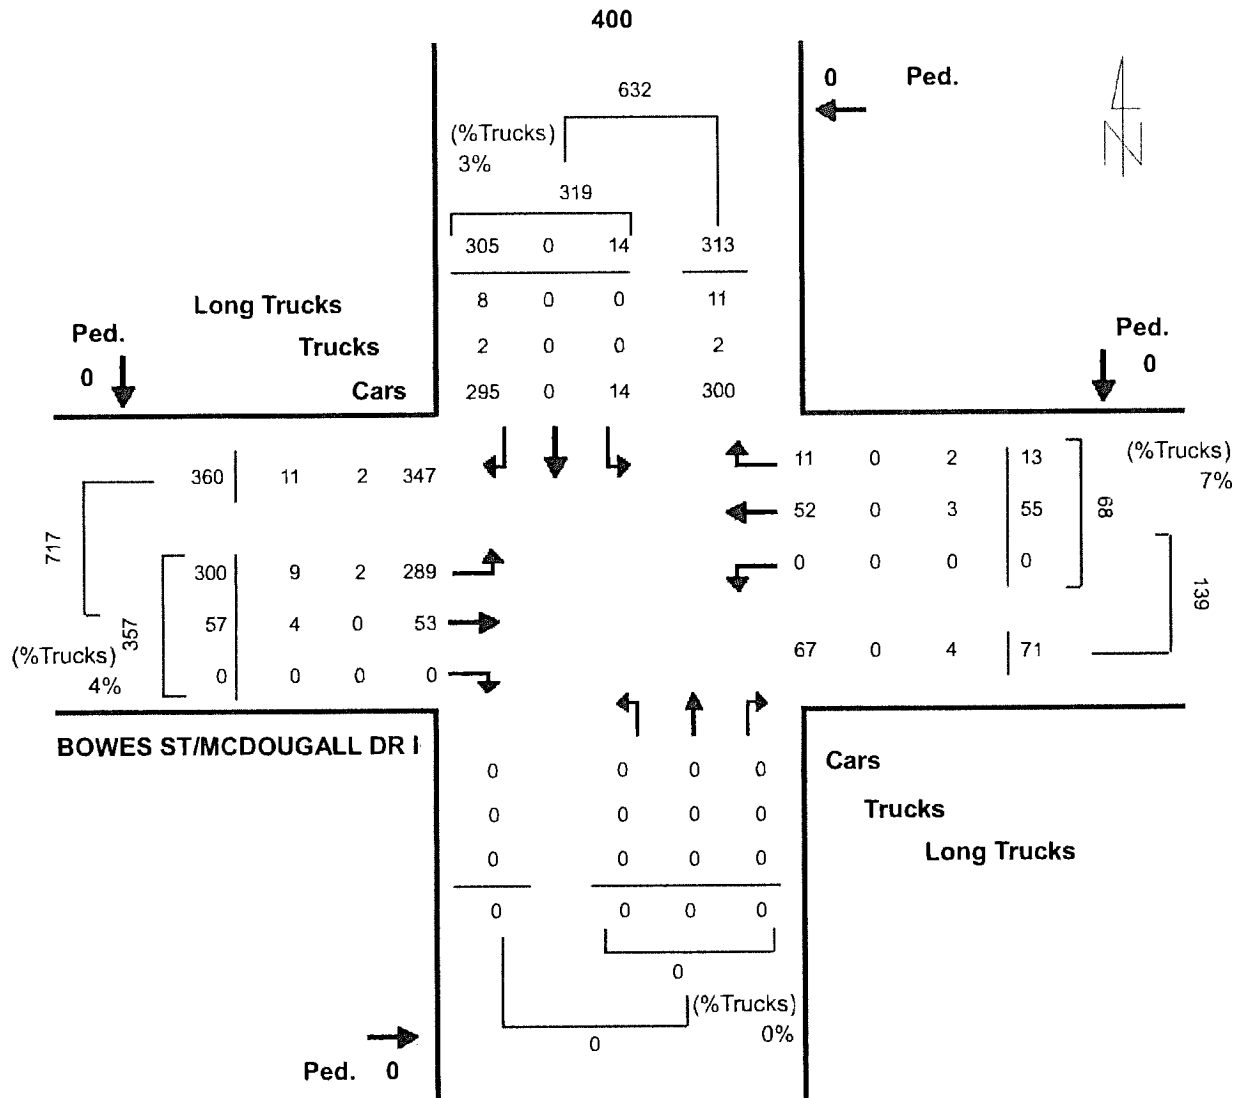 400
0 Ped.
632
(%Trucks)
3%
319
305 0 14 313
Long Trucks 8 0 0 11
Ped.
0
Trucks 2 0 0 2
Ped.
0
Cars 295 0 14 300
360 11 2 347
11 0 2 13
(%Trucks)
7%
52 0 3 55
68
0 0 0 0
717
300 9 2 289
57 4 0 53
357
0 0 0 0
(%Trucks)
4%
139
67 0 4 71
BOWES ST/MCDOUGALL DR I
0 0 0 0 Cars
0 0 0 0 Trucks
0 0 0 0 Long Trucks
0 0 0 0
0
(%Trucks)
0%
0
Ped. 0
N